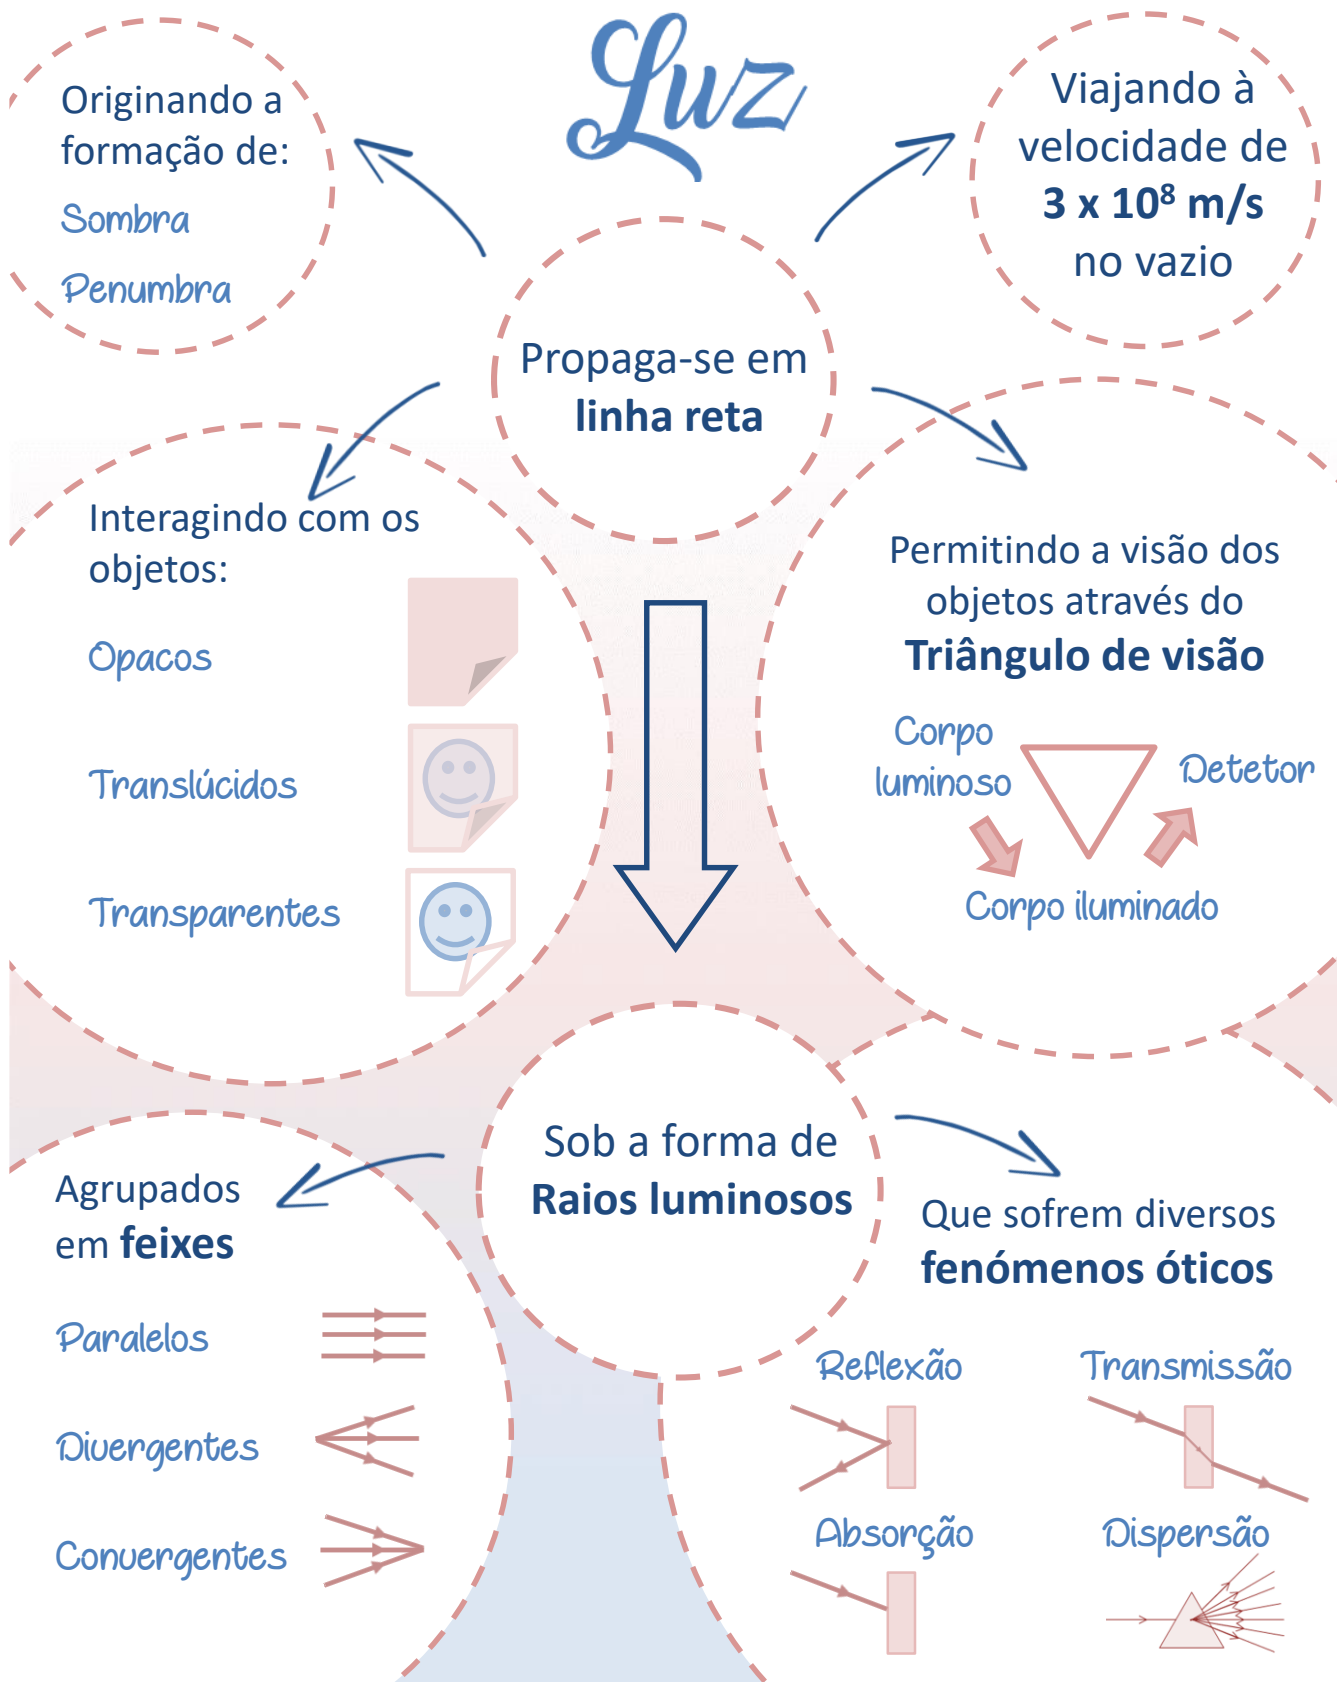 Luz
Originando a
formação de:
Sombra
Penumbra
Viajando à
velocidade de
3 x 10⁸ m/s
no vazio
Propaga-se em
linha reta
Interagindo com os
objetos:
Opacos
Translúcidos
Transparentes
Permitindo a visão dos
objetos através do
Triângulo de visão
Corpo
luminoso
Detetor
Corpo iluminado
Sob a forma de
Raios luminosos
Agrupados
em feixes
Paralelos
Divergentes
Convergentes
Que sofrem diversos
fenómenos óticos
Reflexão
Transmissão
Absorção
Dispersão